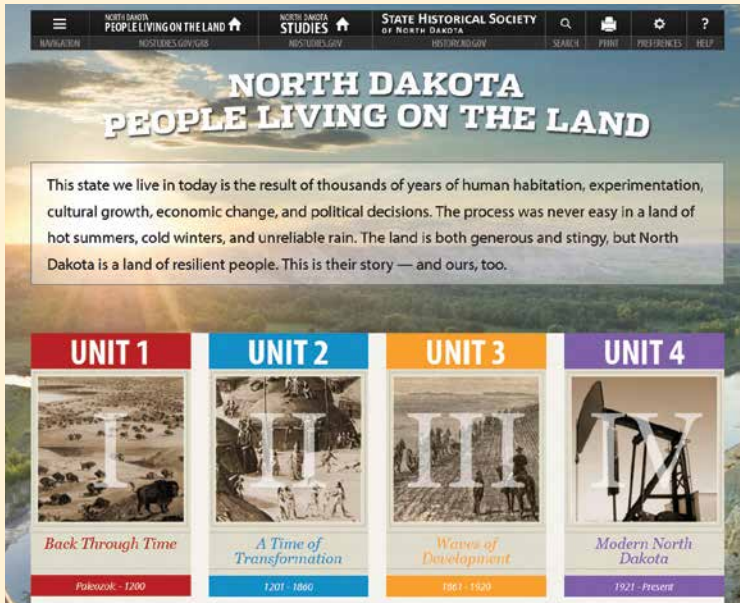 NORTH DAKOTA
PEOPLE LIVING ON THE LAND
NORTH DAKOTA
STUDIES
STATE HISTORICAL SOCIETY
OF NORTH DAKOTA
?
NAVIGATION
NDSTUDIES.GOV/GR8
NDSTUDIES.GOV
HISTORY.ND.GOV
SEARCH
PRINT
PREFERENCES
HELP
NORTH DAKOTA
PEOPLE LIVING ON THE LAND
This state we live in today is the result of thousands of years of human habitation, experimentation,
cultural growth, economic change, and political decisions. The process was never easy in a land of
hot summers, cold winters, and unreliable rain. The land is both generous and stingy, but North
Dakota is a land of resilient people. This is their story — and ours, too.
UNIT 1
I
Back Through Time
Paleozoic - 1200
UNIT 2
II
A Time of
Transformation
1201 - 1860
UNIT 3
III
Waves of
Development
1861 - 1920
UNIT 4
IV
Modern North
Dakota
1921 - Present